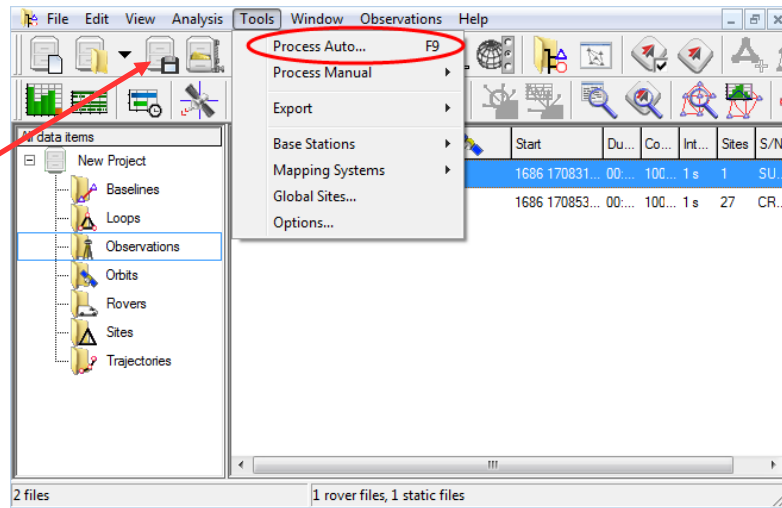 File Edit View Analysis Tools Window Observations Help
Process Auto... F9
Process Manual
Export
Base Stations
Mapping Systems
Global Sites...
Options...
All data items
New Project
Baselines
Loops
Observations
Orbits
Rovers
Sites
Trajectories
Start Du... Co... Int... Sites S/N
1686 170831... 00:... 100... 1 s 1 SU...
1686 170853... 00:... 100... 1 s 27 CR...
2 files 1 rover files, 1 static files